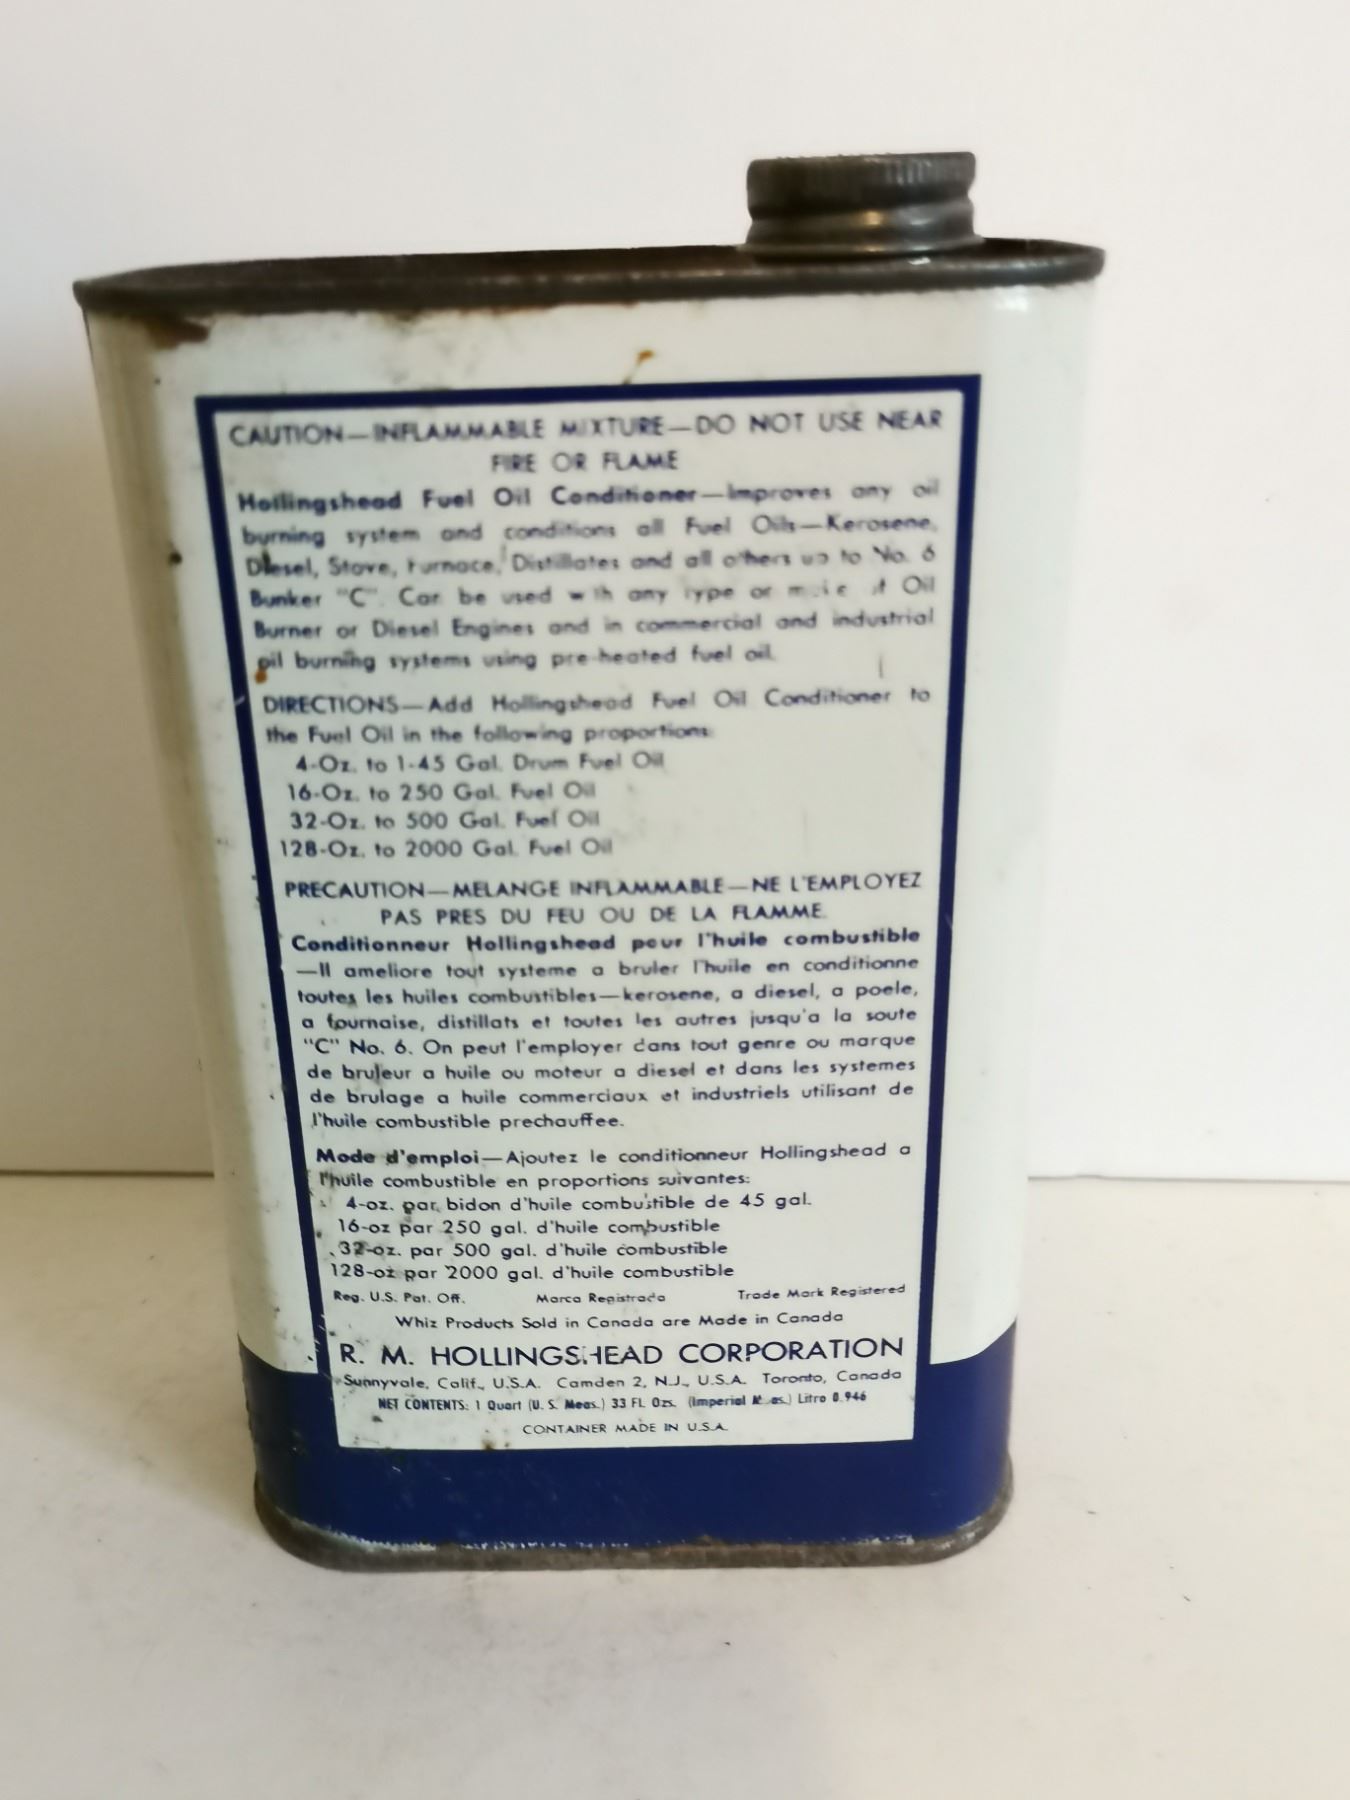 CAUTION—INFLAMMABLE MIXTURE—DO NOT USE NEAR
FIRE OR FLAME
Hollingshead Fuel Oil Conditioner—Improves any oil
burning system and conditions all Fuel Oils—Kerosene,
Diesel, Stove, Furnace, Distillates and all others up to No. 6
Bunker "C". Can be used with any type or make of Oil
Burner or Diesel Engines and in commercial and industrial
oil burning systems using pre-heated fuel oil.
DIRECTIONS—Add Hollingshead Fuel Oil Conditioner to
the Fuel Oil in the following proportions:
4-Oz. to 1-45 Gal. Drum Fuel Oil
16-Oz. to 250 Gal. Fuel Oil
32-Oz. to 500 Gal. Fuel Oil
128-Oz. to 2000 Gal. Fuel Oil
PRECAUTION—MELANGE INFLAMMABLE—NE L'EMPLOYEZ
PAS PRES DU FEU OU DE LA FLAMME.
Conditionneur Hollingshead pour l'huile combustible
—Il ameliore tout systeme a bruler l'huile en conditionne
toutes les huiles combustibles—kerosene, a diesel, a poele,
a fournaise, distillats et toutes les autres jusqu'a la soute
"C" No. 6. On peut l'employer dans tout genre ou marque
de bruleur a huile ou moteur a diesel et dans les systemes
de brulage a huile commerciaux et industriels utilisant de
l'huile combustible prechauffee.
Mode d'emploi—Ajoutez le conditionneur Hollingshead a
l'huile combustible en proportions suivantes:
4-oz. par bidon d'huile combustible de 45 gal.
16-oz par 250 gal. d'huile combustible
32-oz. par 500 gal. d'huile combustible
128-oz par 2000 gal. d'huile combustible
Reg. U.S. Pat. Off. Marca Registrada Trade Mark Registered
Whiz Products Sold in Canada are Made in Canada
R. M. HOLLINGSHEAD CORPORATION
Sunnyvale, Calif., U.S.A. Camden 2, N.J., U.S.A. Toronto, Canada
NET CONTENTS: 1 Quart (U. S. Meas.) 33 Fl. Ozs. (Imperial Meas.) Litro 0.946
CONTAINER MADE IN U.S.A.